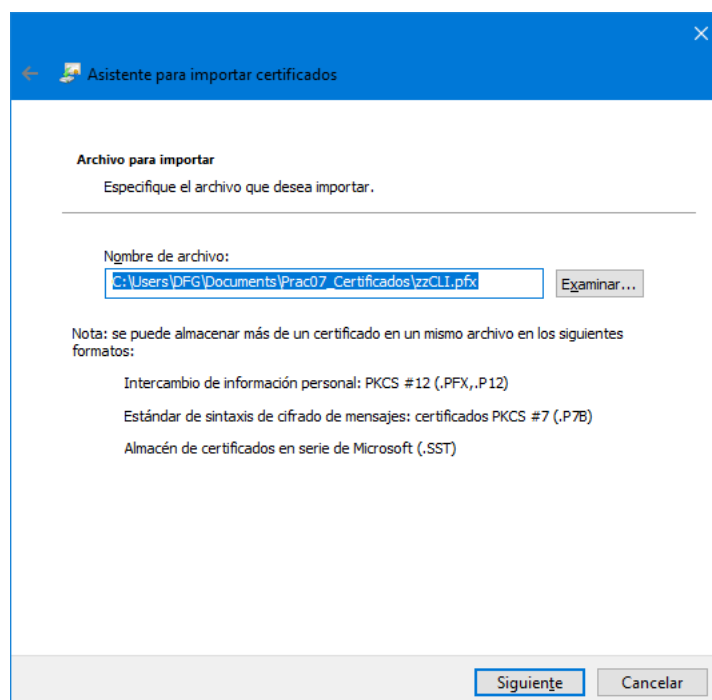 Asistente para importar certificados
Archivo para importar
Especifique el archivo que desea importar.
Nombre de archivo:
C:\Users\DFG\Documents\Prac07_Certificados\zzCLI.pfx
Examinar...
Nota: se puede almacenar más de un certificado en un mismo archivo en los siguientes
formatos:
Intercambio de información personal: PKCS #12 (.PFX,.P12)
Estándar de sintaxis de cifrado de mensajes: certificados PKCS #7 (.P7B)
Almacén de certificados en serie de Microsoft (.SST)
Siguiente
Cancelar